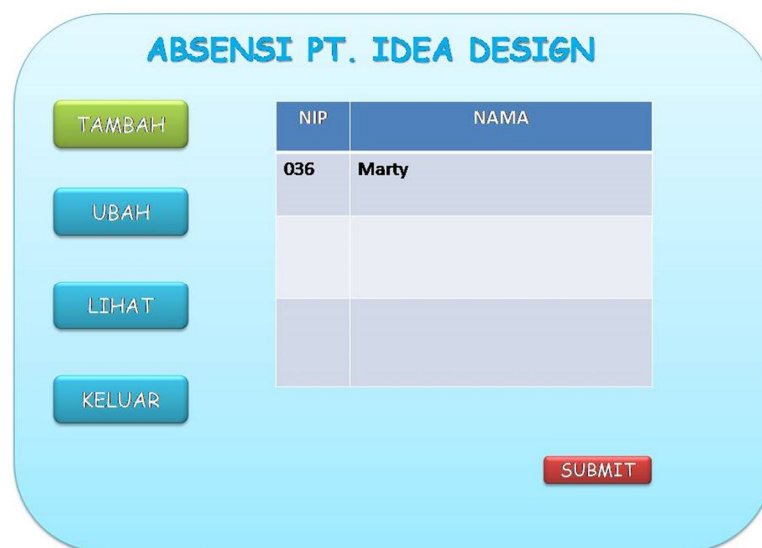 ABSENSI PT. IDEA DESIGN
TAMBAH
UBAH
LIHAT
KELUAR
NIP NAMA
036 Marty
SUBMIT